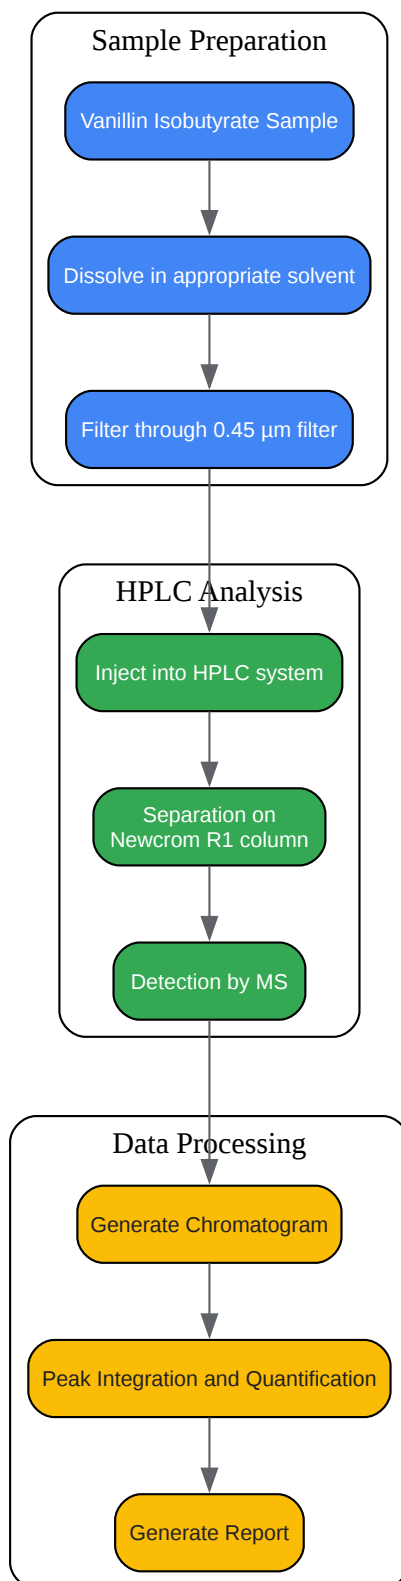 Sample Preparation
Vanillin Isobutyrate Sample
Dissolve in appropriate solvent
Filter through 0.45 µm filter
HPLC Analysis
Inject into HPLC system
Separation on
Newcrom R1 column
Detection by MS
Data Processing
Generate Chromatogram
Peak Integration and Quantification
Generate Report